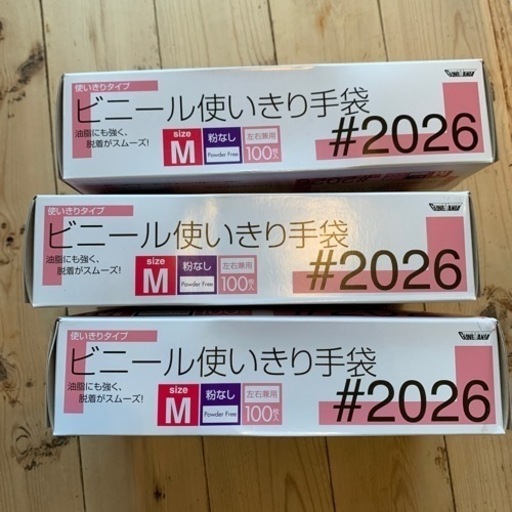 使いきりタイプ
ビニール使いきり手袋
油脂にも強く、
脱着がスムーズ!
size
M
粉なし
Powder Free
左右兼用
100枚入
#2026
使いきりタイプ
ビニール使いきり手袋
油脂にも強く、
脱着がスムーズ!
size
M
粉なし
Powder Free
左右兼用
100枚入
#2026
使いきりタイプ
ビニール使いきり手袋
油脂にも強く、
脱着がスムーズ!
size
M
粉なし
Powder Free
左右兼用
100枚入
#2026